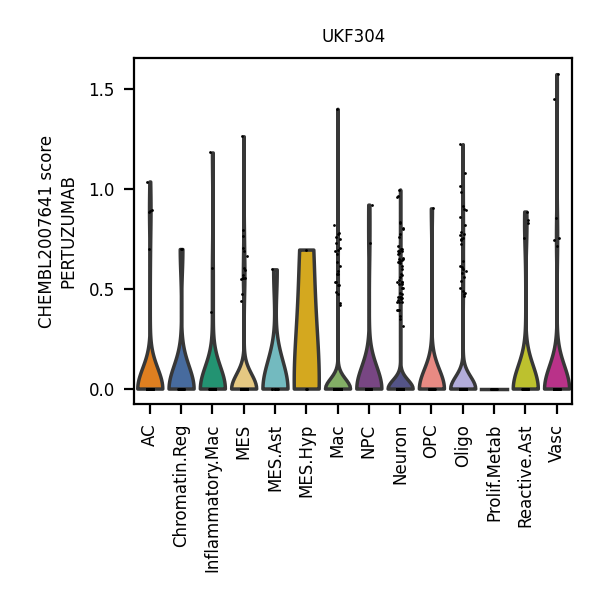 UKF304
CHEMBL2007641 score
PERTUZUMAB
1.5
1.0
0.5
0.0
AC
Chromatin.Reg
Inflammatory.Mac
MES
MES.Ast
MES.Hyp
Mac
NPC
Neuron
OPC
Oligo
Prolif.Metab
Reactive.Ast
Vasc